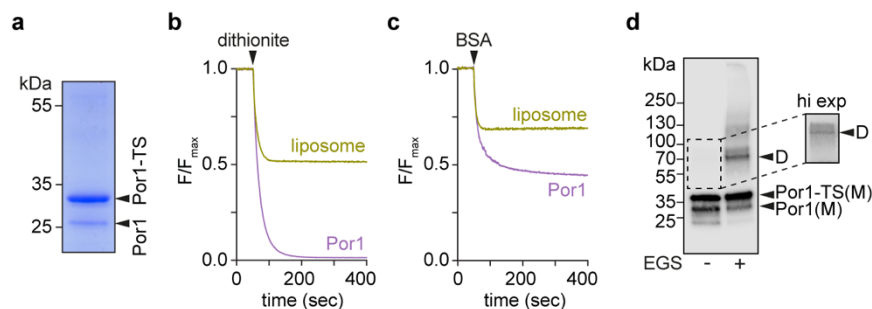 a
kDa
55
35
25
Por1-TS
Por1
b
dithionite
1.0
0.5
0.0
F/Fmax
liposome
Por1
0
200
400
time (sec)
c
BSA
1.0
0.5
0.0
F/Fmax
liposome
Por1
0
200
400
time (sec)
d
kDa
250
130
100
70
55
35
25
hi exp
D
D
Por1-TS(M)
Por1(M)
EGS - +